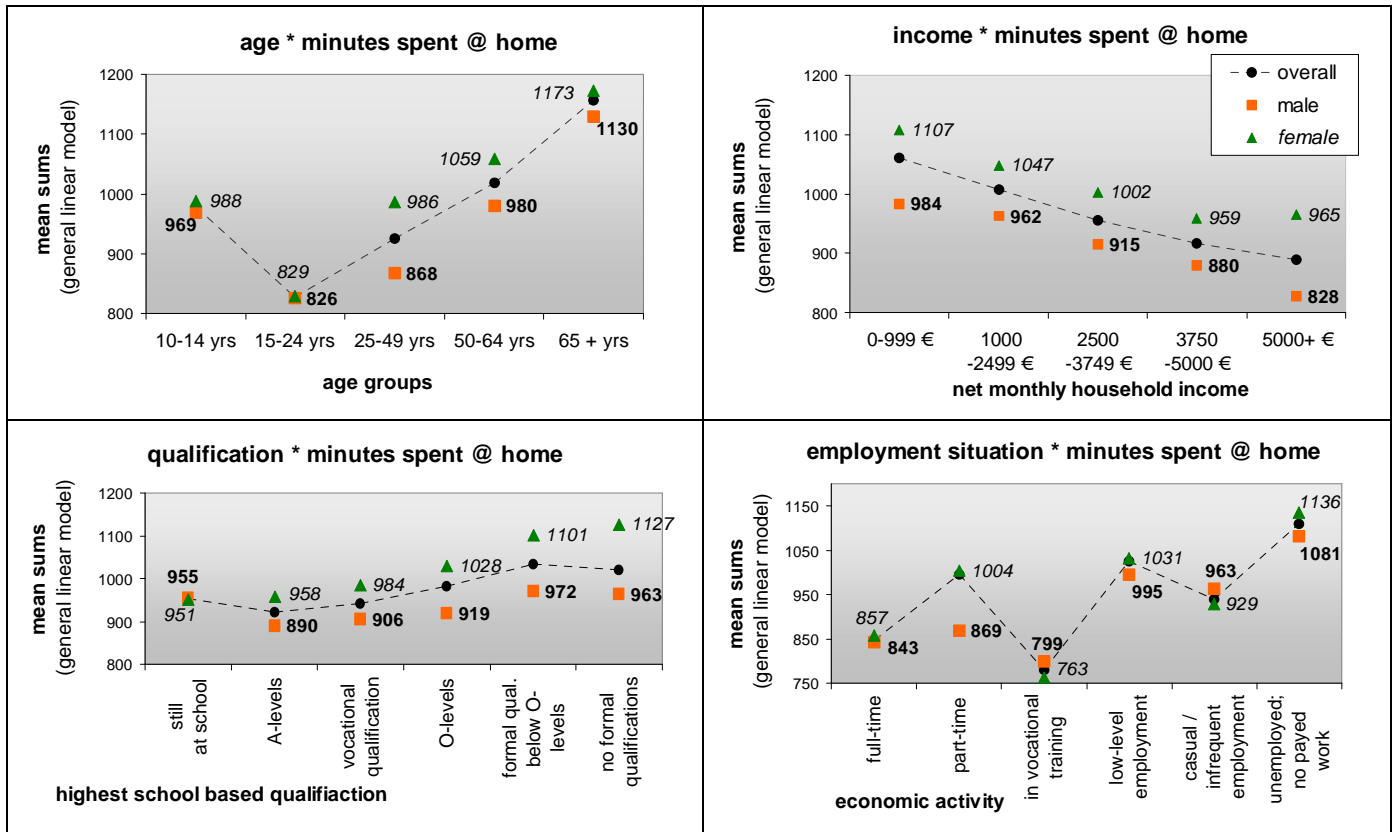 age * minutes spent @ home
mean sums
(general linear model)
1200
1100
1000
900
800
988
969
829
826
986
868
1059
980
1173
1130
10-14 yrs
15-24 yrs
25-49 yrs
50-64 yrs
65 + yrs
age groups
income * minutes spent @ home
overall
male
female
mean sums
(general linear model)
1200
1100
1000
900
800
1107
984
1047
962
1002
915
959
880
965
828
0-999 €
1000
-2499 €
2500
-3749 €
3750
-5000 €
5000+ €
net monthly household income
qualification * minutes spent @ home
mean sums
(general linear model)
1200
1100
1000
900
800
955
951
958
890
984
906
1028
919
1101
972
1127
963
still
at school
A-levels
vocational
qualification
O-levels
formal qual.
below O-
levels
no formal
qualifications
highest school based qualifiaction
employment situation * minutes spent @ home
mean sums
(general linear model)
1150
1050
950
850
750
857
843
1004
869
799
763
1031
995
963
929
1136
1081
full-time
part-time
in vocational
training
low-level
employment
casual /
infrequent
employment
unemployed;
no payed
work
economic activity